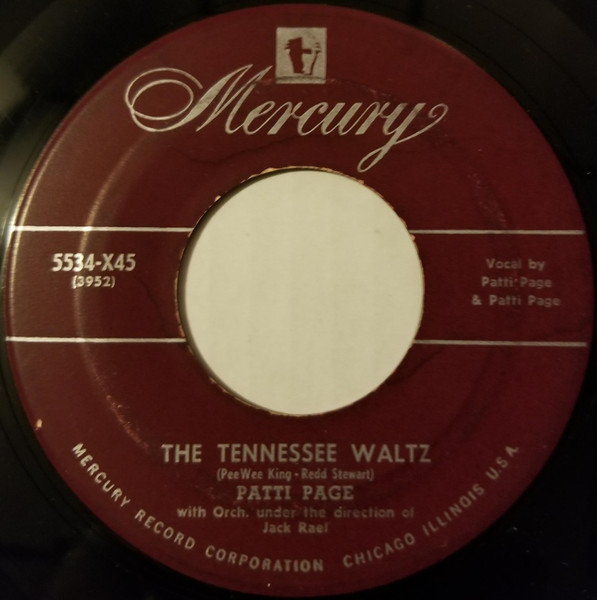 Mercury
5534-X45
(3952)
Vocal by
Patti Page
& Patti Page
THE TENNESSEE WALTZ
(PeeWee King - Redd Stewart)
PATTI PAGE
with Orch. under the direction of
Jack Rael
MERCURY RECORD CORPORATION CHICAGO ILLINOIS U.S.A.